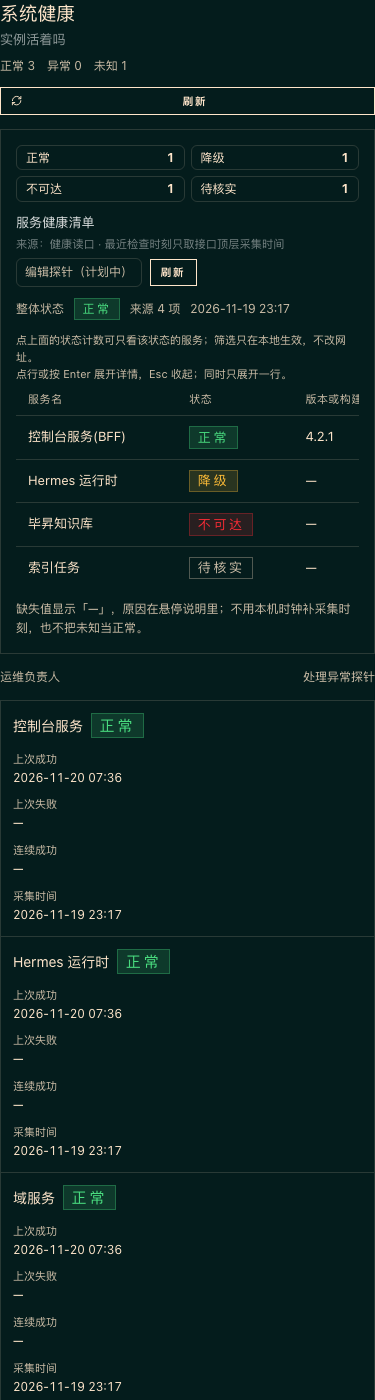 系统健康
实例活着吗
正常 3 异常 0 未知 1
刷新
正常 1 降级 1
不可达 1 待核实 1
服务健康清单
来源：健康读口 · 最近检查时刻只取接口顶层采集时间
编辑探针（计划中） 刷新
整体状态 正常 来源 4 项 2026-11-19 23:17
点上面的状态计数可只看该状态的服务；筛选只在本地生效，不改网
址。
点行或按 Enter 展开详情，Esc 收起；同时只展开一行。
服务名 状态 版本或构建
控制台服务(BFF) 正常 4.2.1
Hermes 运行时 降级 —
毕昇知识库 不可达 —
索引任务 待核实 —
缺失值显示「—」，原因在悬停说明里；不用本机时钟补采集时
刻，也不把未知当正常。
运维负责人 处理异常探针
控制台服务 正常
上次成功
2026-11-20 07:36
上次失败
—
连续成功
—
采集时间
2026-11-19 23:17
Hermes 运行时 正常
上次成功
2026-11-20 07:36
上次失败
—
连续成功
—
采集时间
2026-11-19 23:17
域服务 正常
上次成功
2026-11-20 07:36
上次失败
—
连续成功
—
采集时间
2026-11-19 23:17